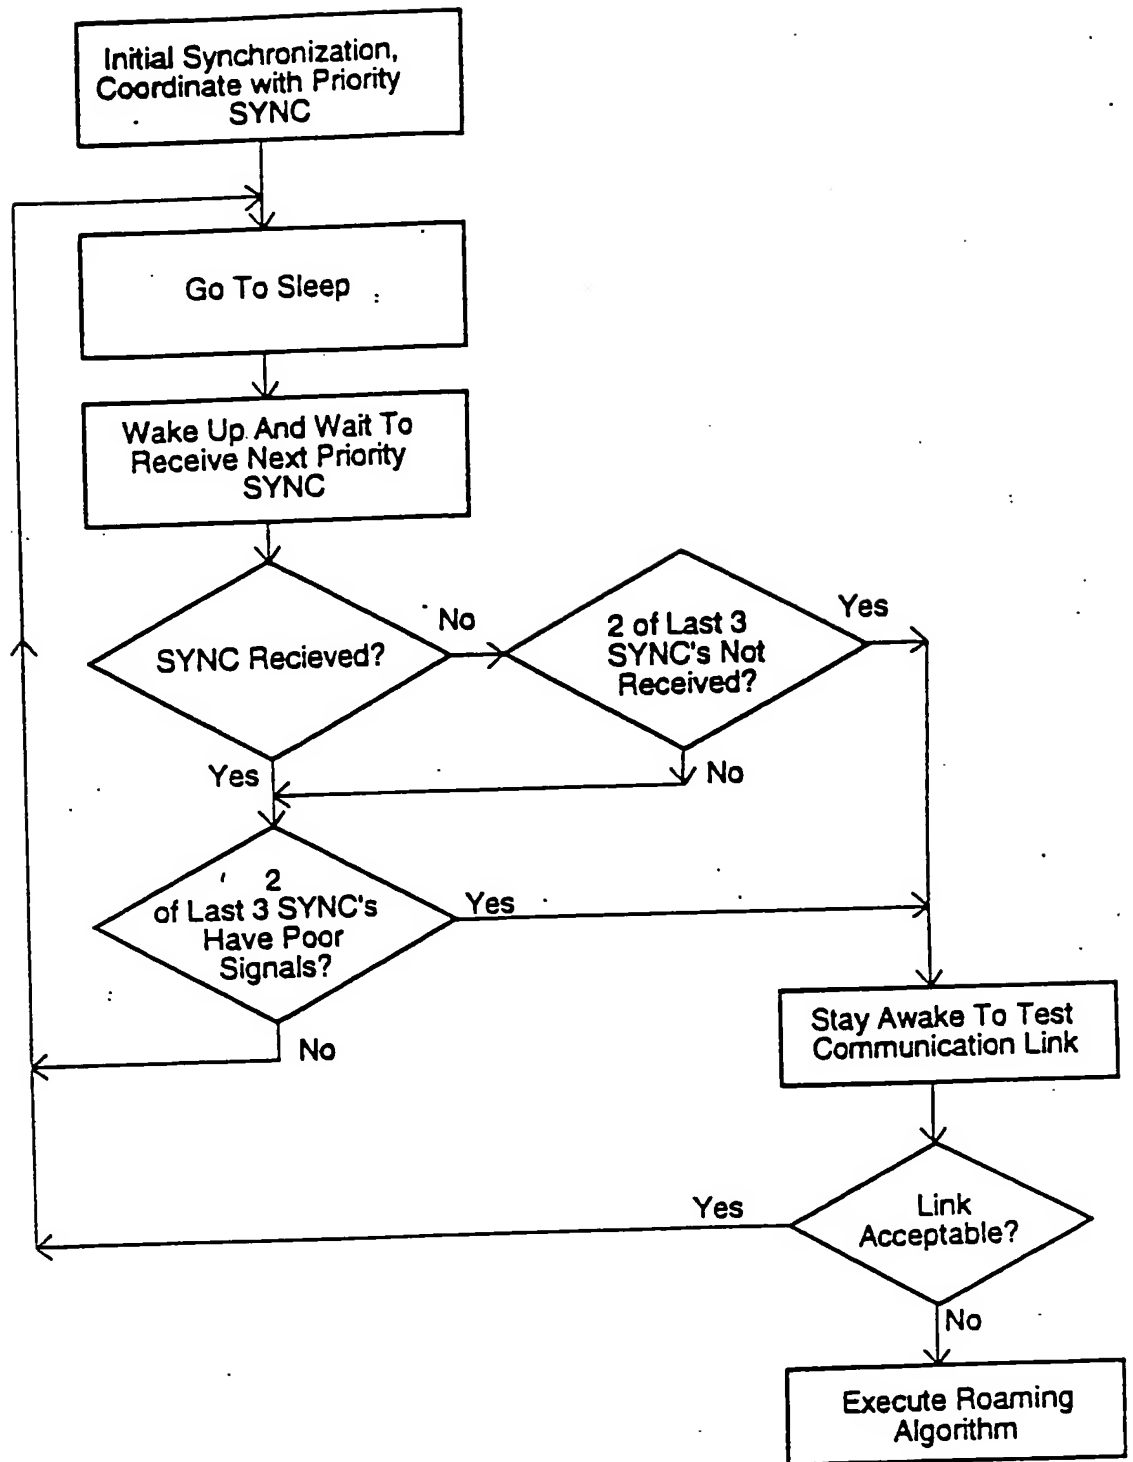 Initial Synchronization,
Coordinate with Priority
SYNC
Go To Sleep
Wake Up And Wait To
Receive Next Priority
SYNC
SYNC Recieved?
No
2 of Last 3
SYNC's Not
Received?
Yes
Yes
No
2
of Last 3 SYNC's
Have Poor
Signals?
Yes
No
Stay Awake To Test
Communication Link
Link
Acceptable?
Yes
No
Execute Roaming
Algorithm